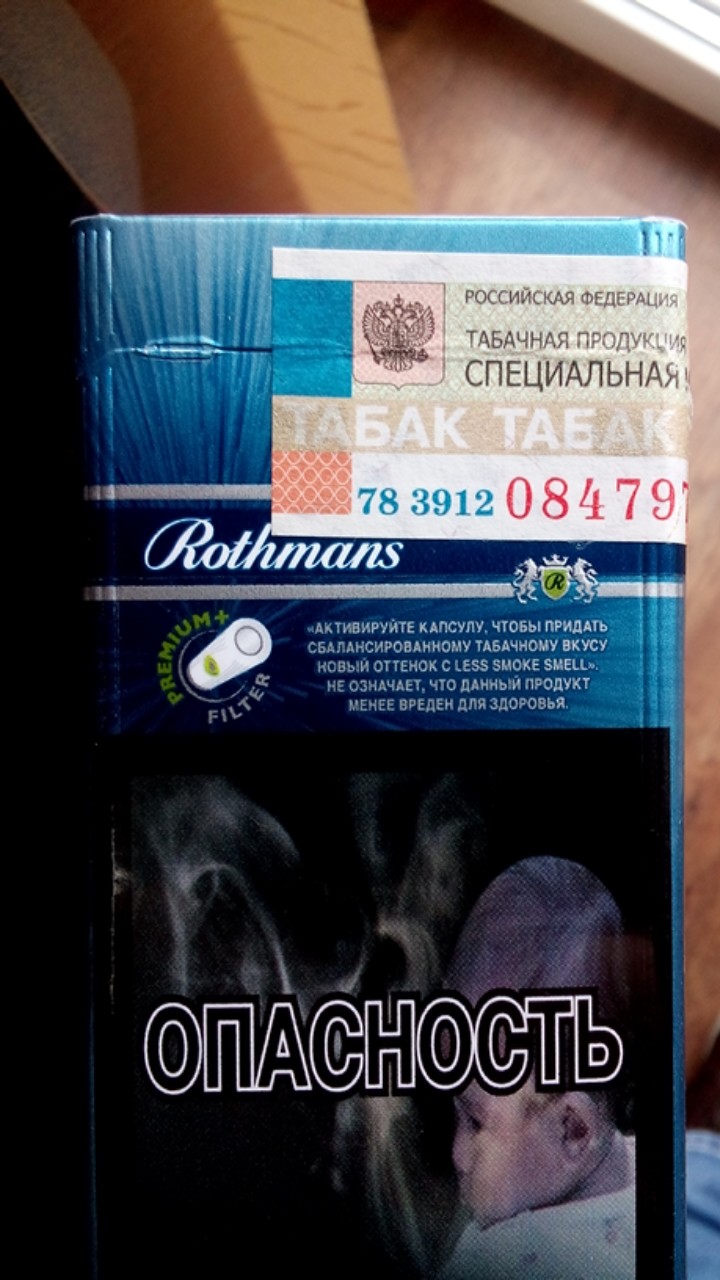 РОССИЙСКАЯ ФЕДЕРАЦИЯ
ТАБАЧНАЯ ПРОДУКЦИЯ
СПЕЦИАЛЬНАЯ
ТАБАК ТАБАК
78 3912 084797
Rothmans
R
PREMIUM+
FILTER
«АКТИВИРУЙТЕ КАПСУЛУ, ЧТОБЫ ПРИДАТЬ
СБАЛАНСИРОВАННОМУ ТАБАЧНОМУ ВКУСУ
НОВЫЙ ОТТЕНОК С LESS SMOKE SMELL».
НЕ ОЗНАЧАЕТ, ЧТО ДАННЫЙ ПРОДУКТ
МЕНЕЕ ВРЕДЕН ДЛЯ ЗДОРОВЬЯ.
ОПАСНОСТЬ